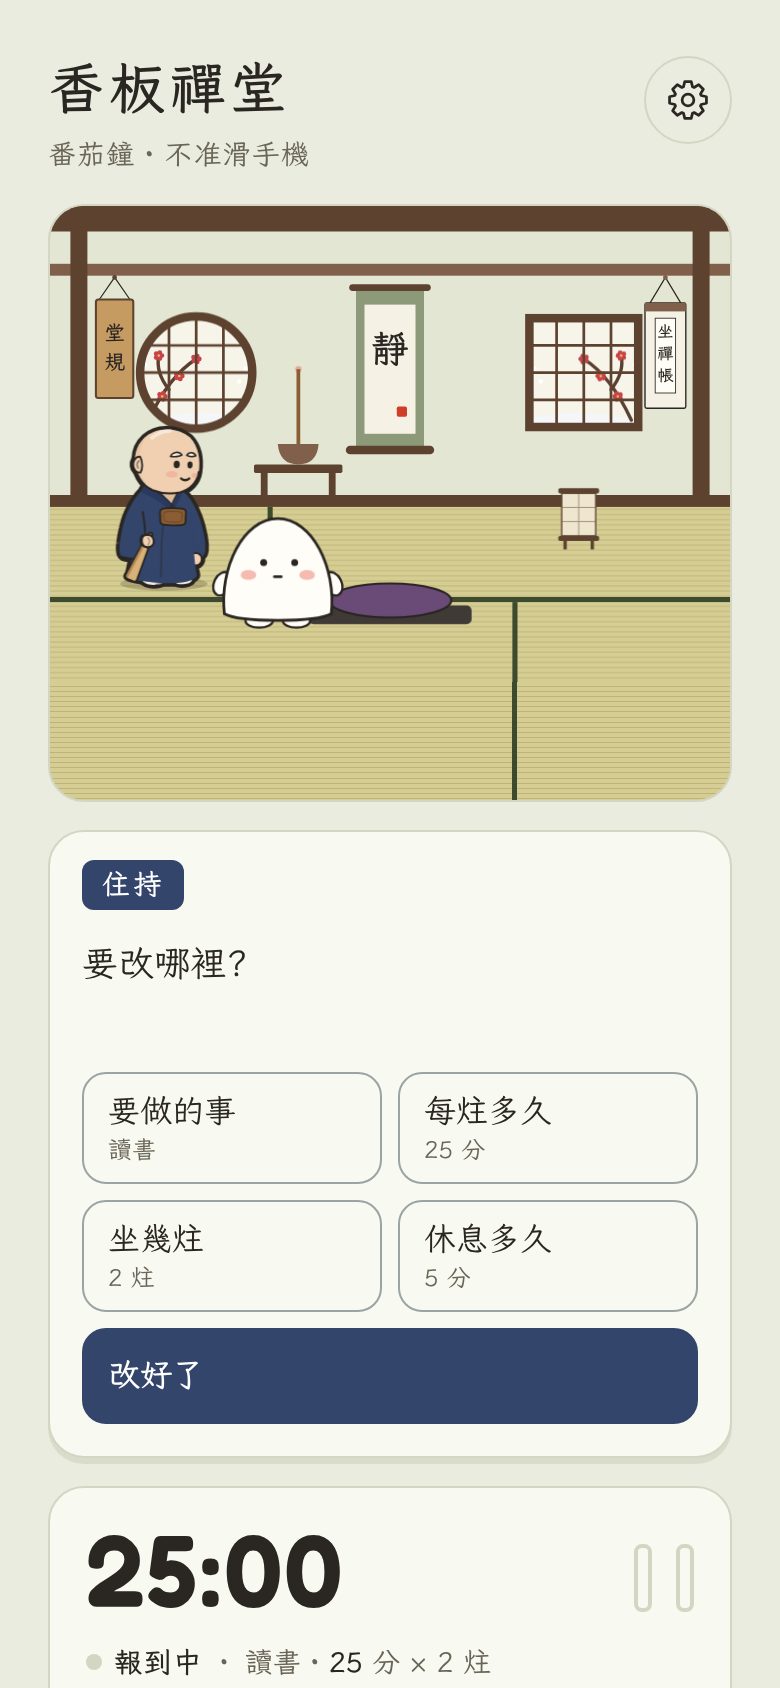 香板禪堂
番茄鐘・不准滑手機
堂規
靜
坐禪帳
住持
要改哪裡?
要做的事
讀書
每炷多久
25 分
坐幾炷
2 炷
休息多久
5 分
改好了
25:00
報到中 · 讀書・25 分 × 2 炷